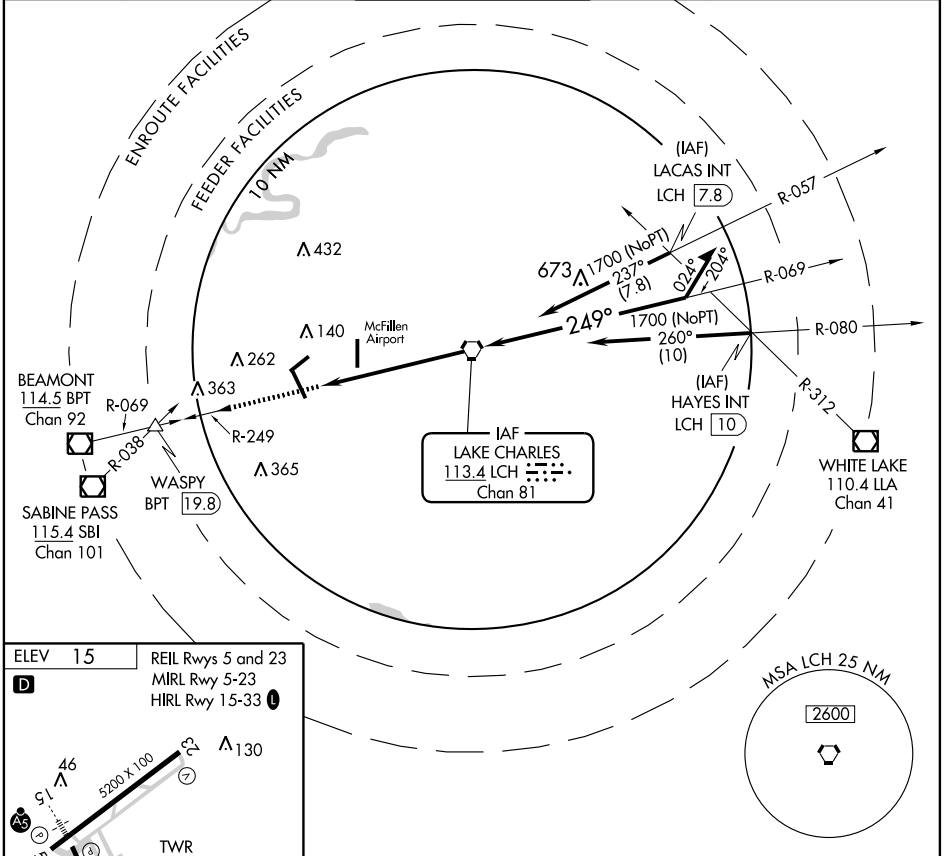 ENROUTE FACILITIES
FEEDER FACILITIES
10 NM
(IAF)
LACAS INT
LCH 7.8
R-057
432
673
1700 (NoPT)
237°
(7.8)
024°
204°
R-069
249°
1700 (NoPT)
260°
(10)
R-080
140
McFillen
Airport
262
363
BEAMONT
114.5 BPT
Chan 92
R-069
R-249
R-038
365
WASPY
BPT 19.8
SABINE PASS
115.4 SBI
Chan 101
IAF
LAKE CHARLES
113.4 LCH
Chan 81
(IAF)
HAYES INT
LCH 10
R-312
WHITE LAKE
110.4 LLA
Chan 41
ELEV 15
D
REIL Rwys 5 and 23
MIRL Rwy 5-23
HIRL Rwy 15-33 L
130
46
23
5200 X 100
V
15
A5
P
P
TWR
MSA LCH 25 NM
2600